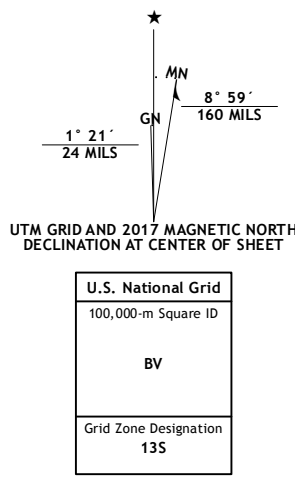 MN
GN
8° 59´
160 MILS
1° 21´
24 MILS
UTM GRID AND 2017 MAGNETIC NORTH
DECLINATION AT CENTER OF SHEET
U.S. National Grid
100,000-m Square ID
BV
Grid Zone Designation
13S